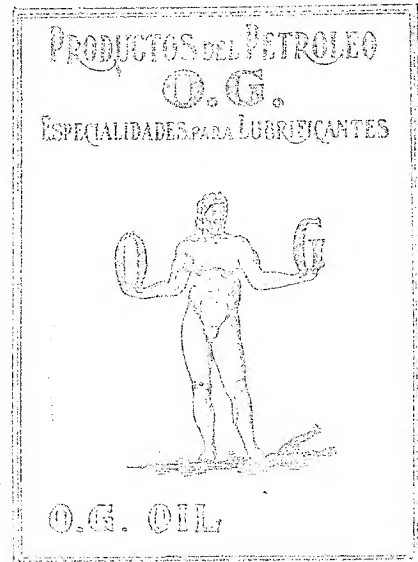 PRODUCTOS DEL PETROLEO
O.G.
ESPECIALIDADES PARA LUBRIFICANTES
O G
O.G. OIL